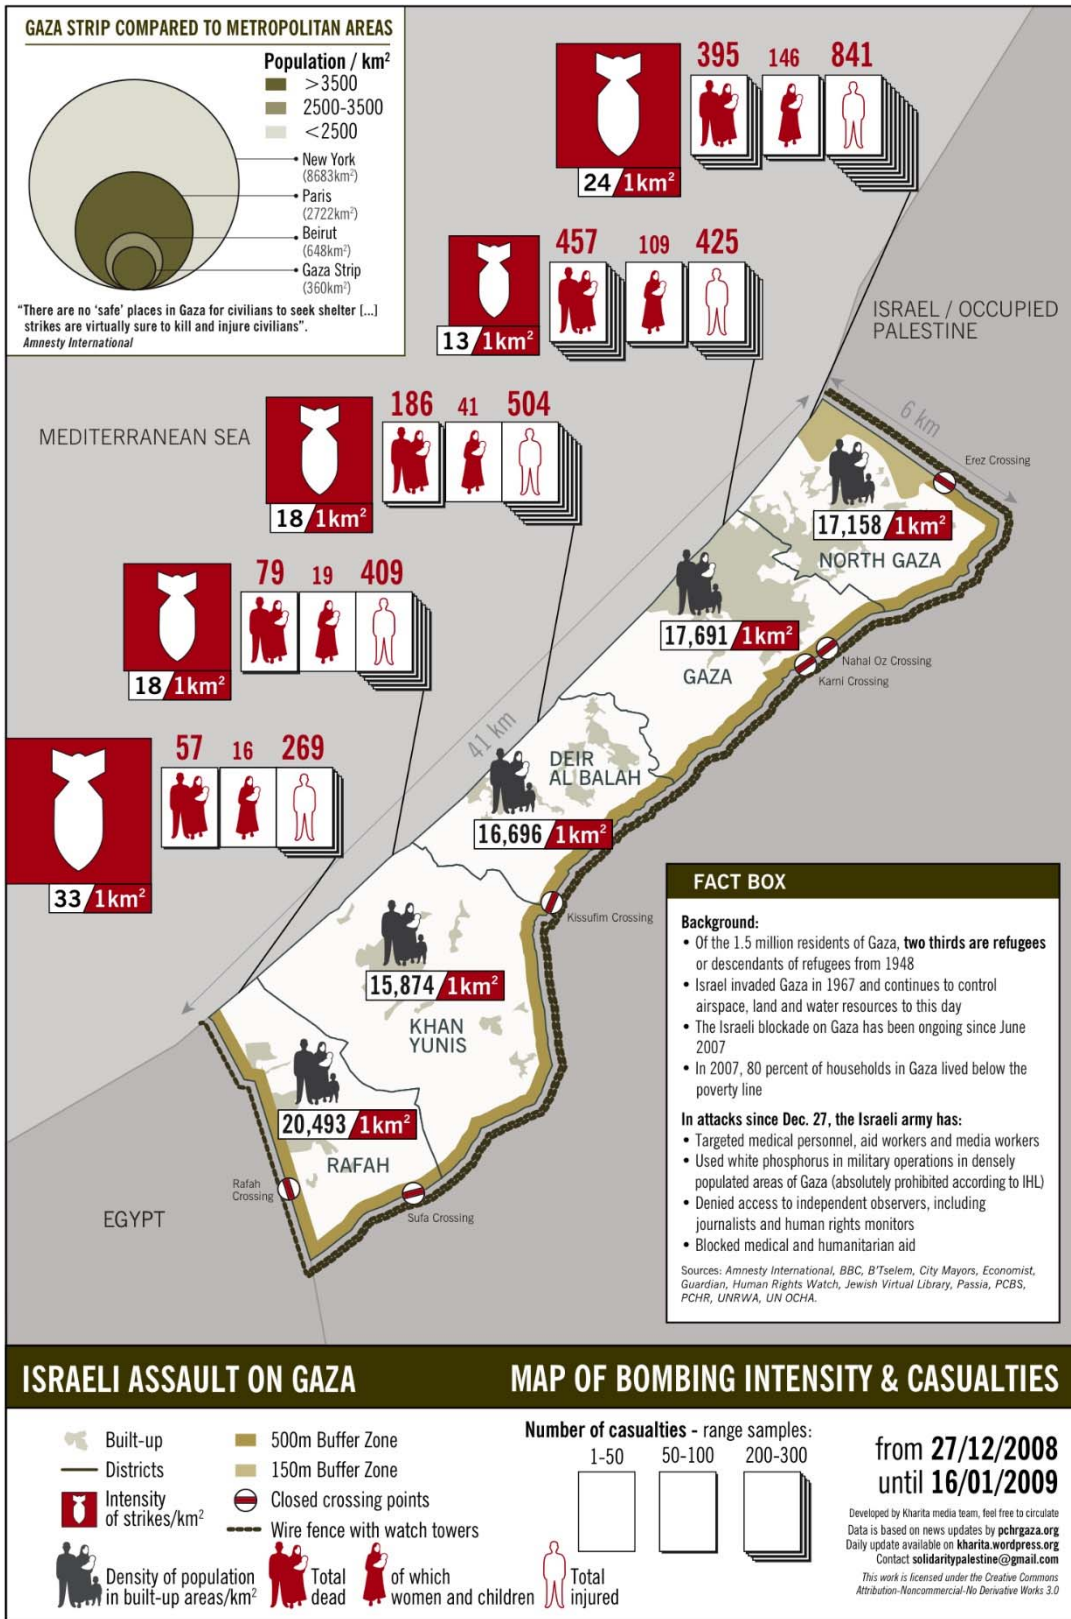 GAZA STRIP COMPARED TO METROPOLITAN AREAS
Population / km²
>3500
2500-3500
<2500
New York
(8683km²)
Paris
(2722km²)
Beirut
(648km²)
Gaza Strip
(360km²)
"There are no 'safe' places in Gaza for civilians to seek shelter [...]
strikes are virtually sure to kill and injure civilians".
Amnesty International
395 146 841
24/1km²
457 109 425
13/1km²
ISRAEL / OCCUPIED
PALESTINE
186 41 504
18/1km²
MEDITERRANEAN SEA
79 19 409
18/1km²
57 16 269
33/1km²
6 km
41 km
Erez Crossing
17,158/1km²
NORTH GAZA
17,691/1km²
GAZA
Nahal Oz Crossing
Karni Crossing
DEIR
AL BALAH
16,696/1km²
Kissufim Crossing
15,874/1km²
KHAN
YUNIS
20,493/1km²
RAFAH
Rafah
Crossing
Sufa Crossing
EGYPT
FACT BOX
Background:
• Of the 1.5 million residents of Gaza, two thirds are refugees
or descendants of refugees from 1948
• Israel invaded Gaza in 1967 and continues to control
airspace, land and water resources to this day
• The Israeli blockade on Gaza has been ongoing since June
2007
• In 2007, 80 percent of households in Gaza lived below the
poverty line
In attacks since Dec. 27, the Israeli army has:
• Targeted medical personnel, aid workers and media workers
• Used white phosphorus in military operations in densely
populated areas of Gaza (absolutely prohibited according to IHL)
• Denied access to independent observers, including
journalists and human rights monitors
• Blocked medical and humanitarian aid
Sources: Amnesty International, BBC, B'Tselem, City Mayors, Economist,
Guardian, Human Rights Watch, Jewish Virtual Library, Passia, PCBS,
PCHR, UNRWA, UN OCHA.
ISRAELI ASSAULT ON GAZA
MAP OF BOMBING INTENSITY & CASUALTIES
Built-up
Districts
Intensity
of strikes/km²
500m Buffer Zone
150m Buffer Zone
Closed crossing points
Wire fence with watch towers
Density of population
in built-up areas/km²
Total
dead
of which
women and children
Total
injured
Number of casualties - range samples:
1-50 50-100 200-300
from 27/12/2008
until 16/01/2009
Developed by Kharita media team, feel free to circulate
Data is based on news updates by pchrgaza.org
Daily update available on kharita.wordpress.org
Contact solidaritypalestine@gmail.com
This work is licensed under the Creative Commons
Attribution-Noncommercial-No Derivative Works 3.0